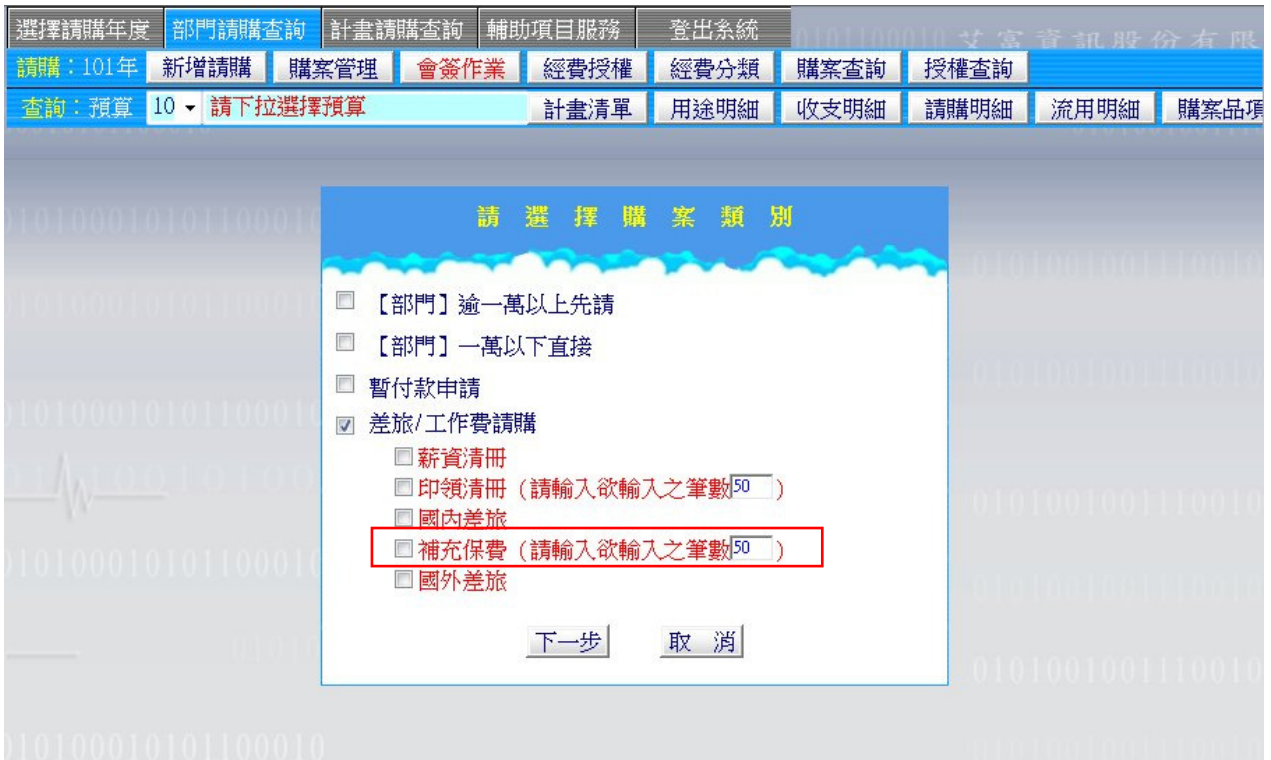 選擇請購年度 部門請購查詢 計畫請購查詢 輔助項目服務 登出系統 艾富資訊股份有限
請購：101年 新增請購 購案管理 會簽作業 經費授權 經費分類 購案查詢 授權查詢
查詢：預算 10 請下拉選擇預算 計畫清單 用途明細 收支明細 請購明細 流用明細 購案品項
請選擇購案類別
【部門】逾一萬以上先請
【部門】一萬以下直接
暫付款申請
差旅/工作費請購
薪資清冊
印領清冊（請輸入欲輸入之筆數50）
國內差旅
補充保費（請輸入欲輸入之筆數50）
國外差旅
下一步 取 消